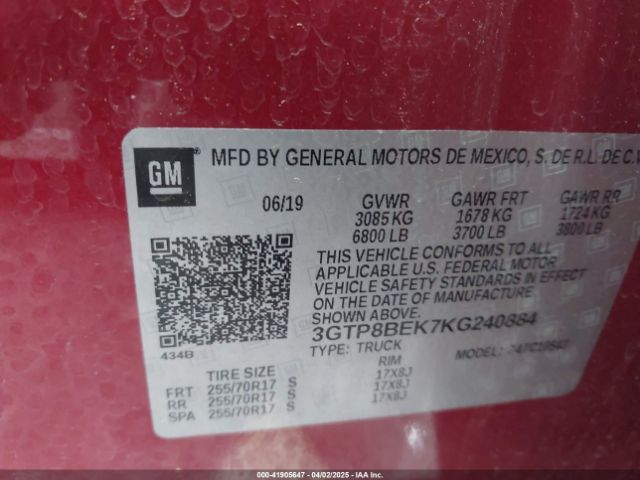 GM
MFD BY GENERAL MOTORS DE MEXICO, S. DE R.L. DE C.V
06/19 GVWR GAWR FRT GAWR RR
3085 KG 1678 KG 1724 KG
6800 LB 3700 LB 3800 LB
THIS VEHICLE CONFORMS TO ALL
APPLICABLE U.S. FEDERAL MOTOR
VEHICLE SAFETY STANDARDS IN EFFECT
ON THE DATE OF MANUFACTURE
SHOWN ABOVE.
434B
3GTP8BEK7KG240884
TYPE: TRUCK MODEL:
TIRE SIZE RIM
FRT 255/70R17 S 17X8J
RR 255/70R17 S 17X8J
SPA 255/70R17 S 17X8J
000-41905647 - 04/02/2025 - IAAI.com